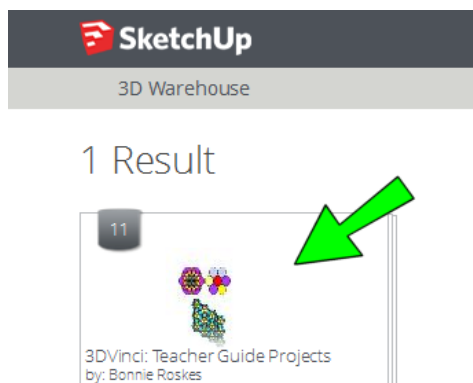 SketchUp
3D Warehouse
1 Result
11
3DVinci: Teacher Guide Projects
by: Bonnie Roskes